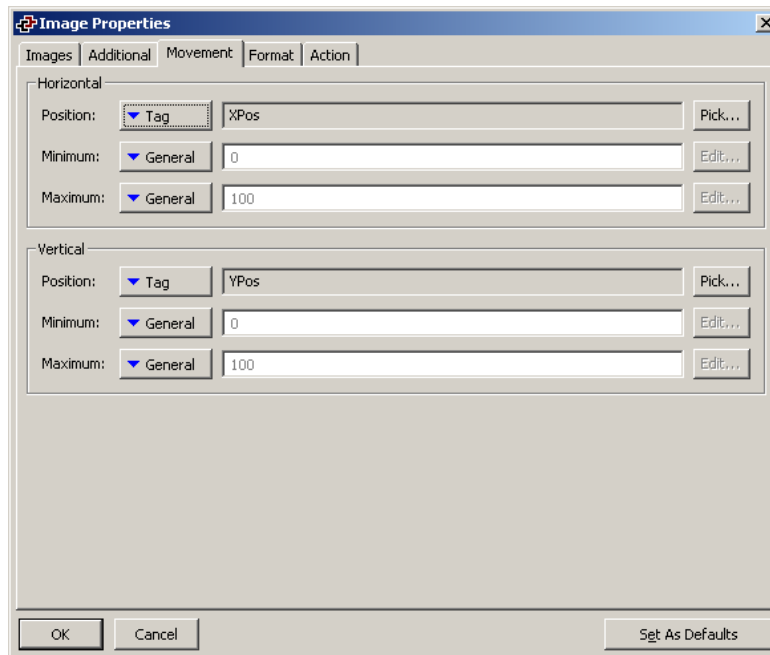 Image Properties
Images Additional Movement Format Action
Horizontal
Position: Tag XPos Pick...
Minimum: General 0 Edit...
Maximum: General 100 Edit...
Vertical
Position: Tag YPos Pick...
Minimum: General 0 Edit...
Maximum: General 100 Edit...
OK Cancel Set As Defaults